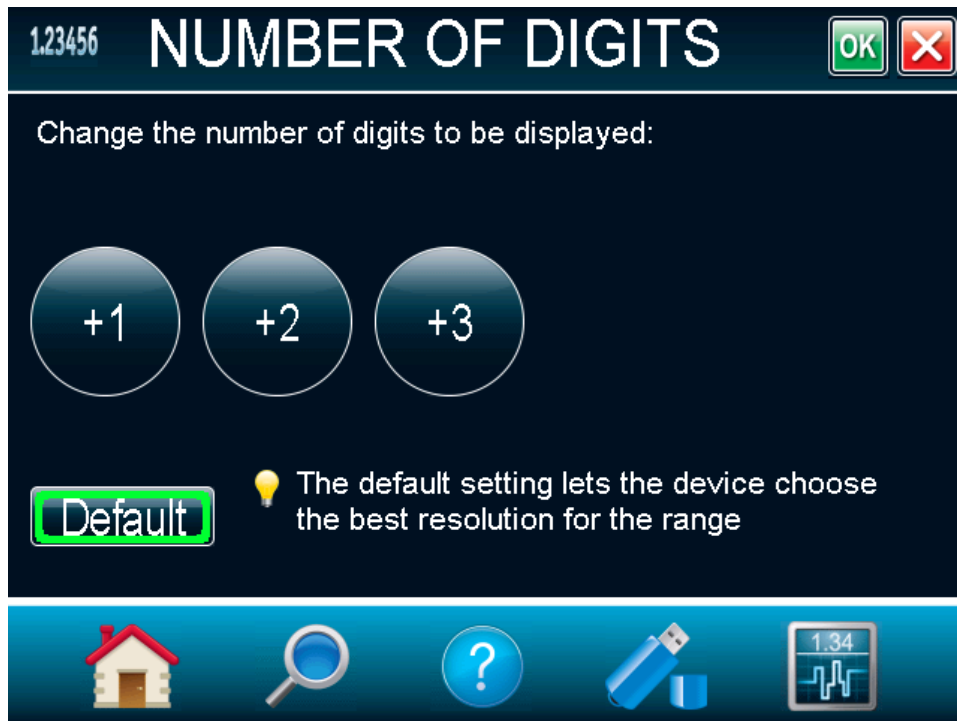 1.23456 NUMBER OF DIGITS OK
Change the number of digits to be displayed:
+1 +2 +3
Default
The default setting lets the device choose
the best resolution for the range
?
1.34